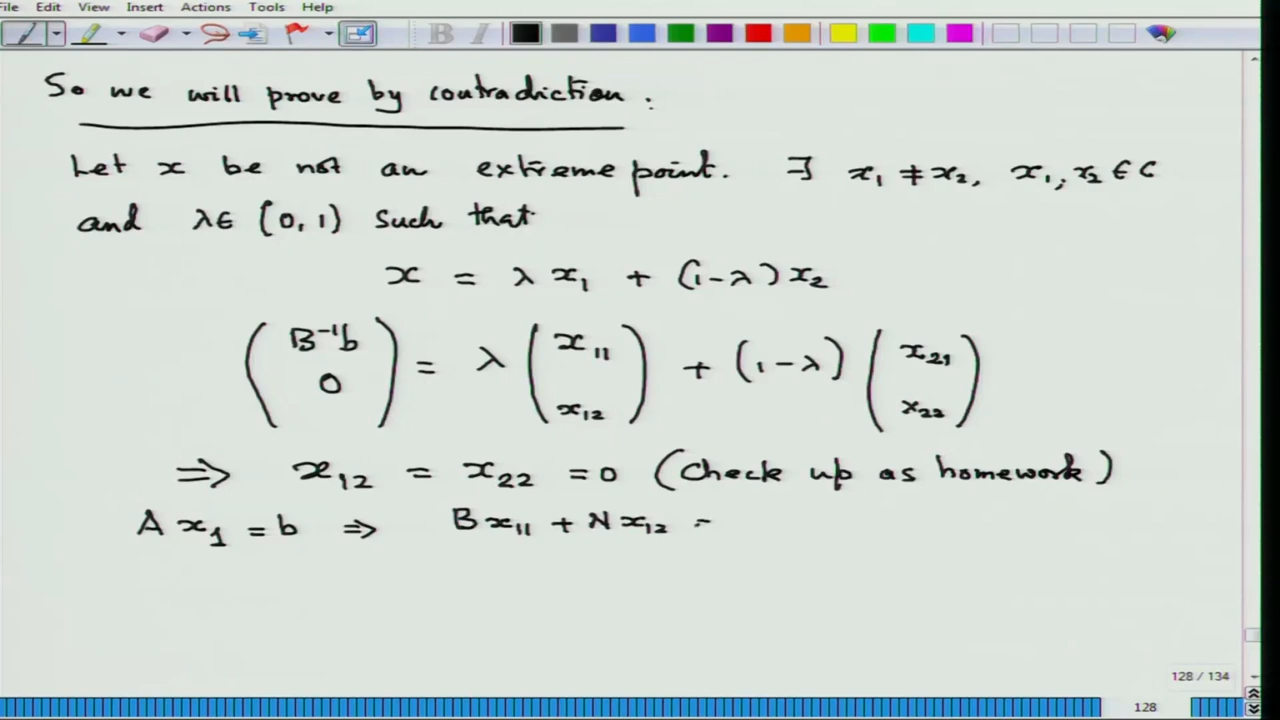 File Edit View Insert Actions Tools Help
So we will prove by contradiction.
Let x be not an extreme point. ∃ x₁ ≠ x₂, x₁, x₂ ∈ C
and λ ∈ (0, 1) such that
x = λ x₁ + (1-λ) x₂
(B⁻¹b 0) = λ (x₁₁ x₁₂) + (1-λ) (x₂₁ x₂₂)
⇒ x₁₂ = x₂₂ = 0 (Check up as homework)
A x₁ = b ⇒ B x₁₁ + N x₁₂ =
128 / 134
128